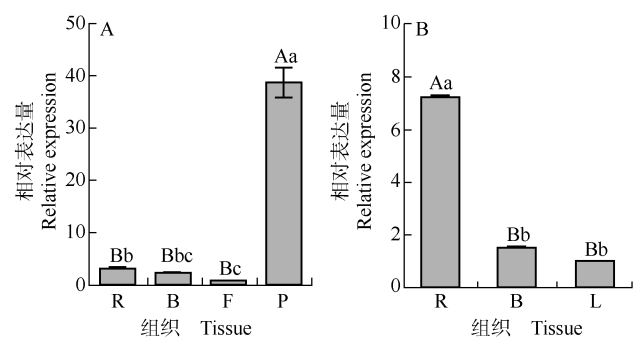 A
相对表达量
Relative expression
50
40
30
20
10
0
Bb
Bbc
Bc
Aa
R B F P
组织 Tissue
B
相对表达量
Relative expression
10
8
6
4
2
0
Aa
Bb
Bb
R B L
组织 Tissue